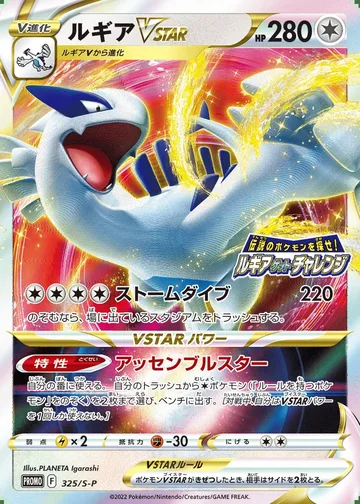 V進化
ルギアVSTAR
HP 280
ルギアVから進化
伝説のポケモンを探せ!
ルギアゲットチャレンジ
ストームダイブ 220
のぞむなら、場に出ているスタジアムをトラッシュする。
VSTARパワー
特性 とくせい アッセンブルスター
自分の番に使える。自分のトラッシュから無色ポケモン(「ルールを持つポケ
モン」をのぞく)を2枚まで選び、ベンチに出す。[対戦中、自分はVSTARパワー
を1回しか使えない。]
弱点 ×2 抵抗力 -30 にげる
VSTARルール
Illus.PLANETA Igarashi
PROMO F 325/S-P
ポケモンVSTARがきぜつしたとき、相手はサイドを2枚とる。
©2022 Pokémon/Nintendo/Creatures/GAME FREAK.